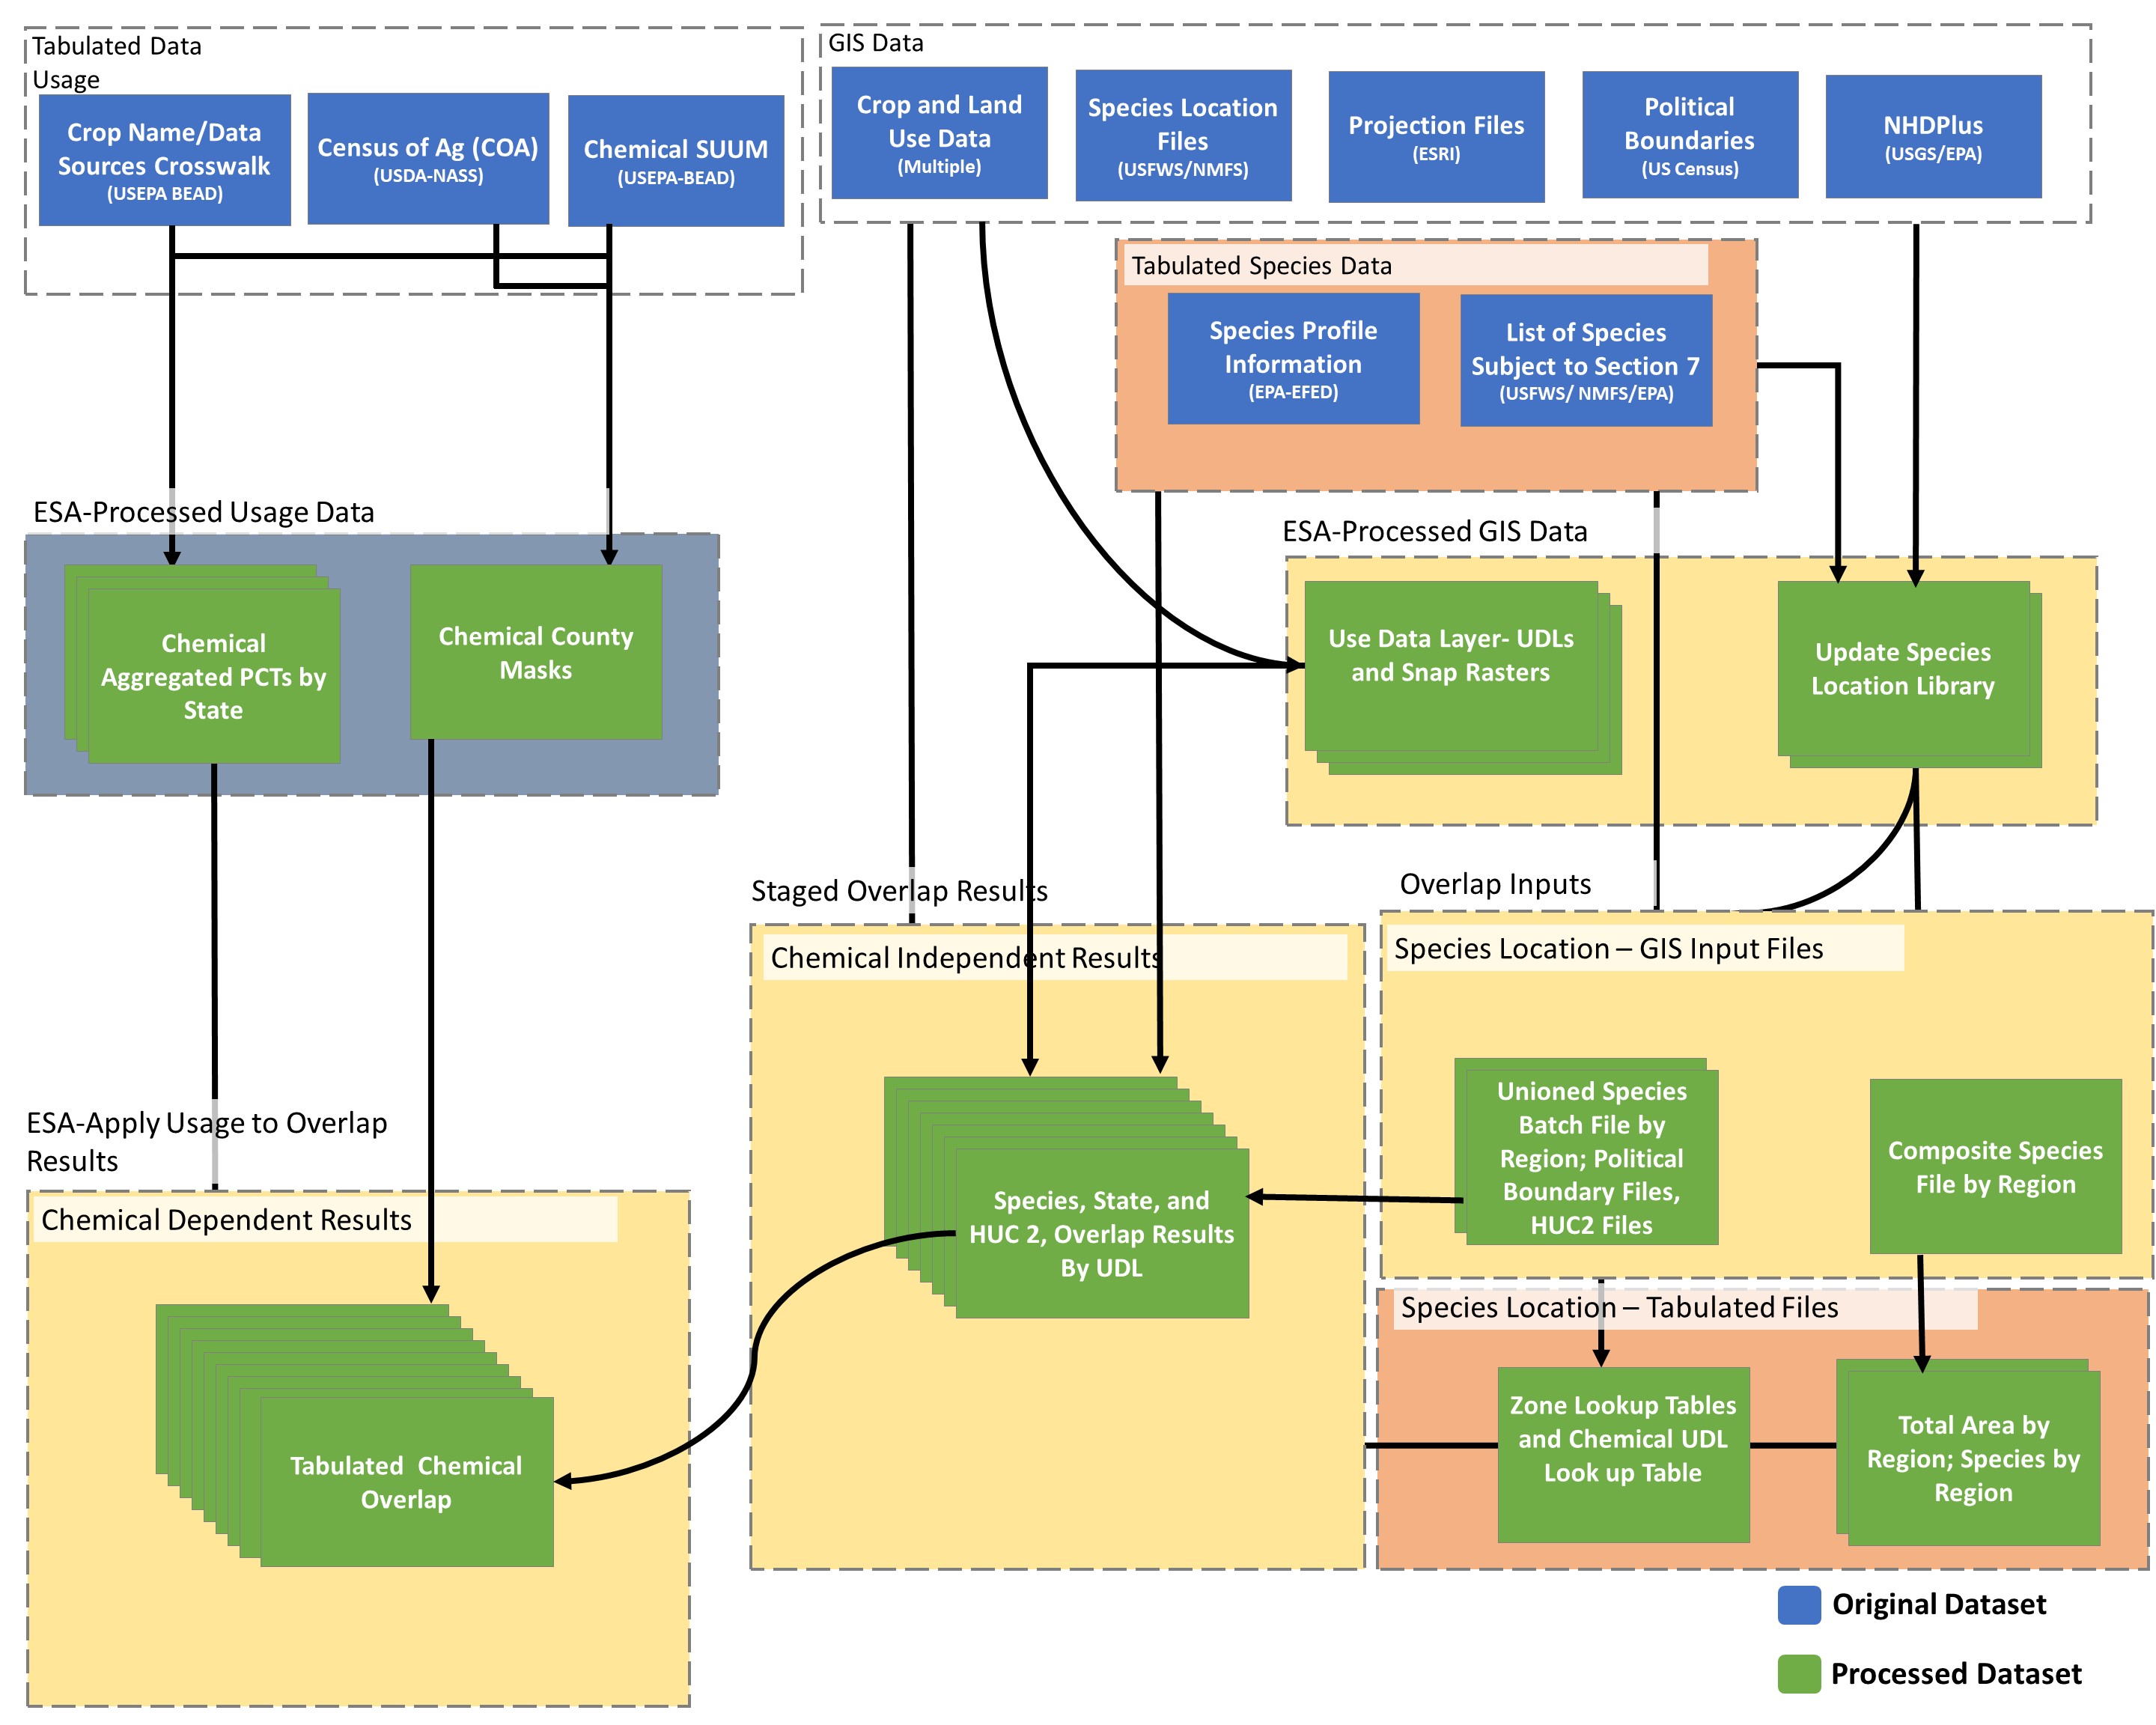 Tabulated Data
Usage
Crop Name/Data
Sources Crosswalk
(USEPA BEAD)
Census of Ag (COA)
(USDA-NASS)
Chemical SUUM
(USEPA-BEAD)
GIS Data
Crop and Land
Use Data
(Multiple)
Species Location
Files
(USFWS/NMFS)
Projection Files
(ESRI)
Political
Boundaries
(US Census)
NHDPlus
(USGS/EPA)
Tabulated Species Data
Species Profile
Information
(EPA-EFED)
List of Species
Subject to Section 7
(USFWS/ NMFS/EPA)
ESA-Processed Usage Data
Chemical
Aggregated PCTs by
State
Chemical County
Masks
ESA-Processed GIS Data
Use Data Layer- UDLs
and Snap Rasters
Update Species
Location Library
Staged Overlap Results
Chemical Independent Results
Species, State, and
HUC 2, Overlap Results
By UDL
Overlap Inputs
Species Location – GIS Input Files
Unioned Species
Batch File by
Region; Political
Boundary Files,
HUC2 Files
Composite Species
File by Region
Species Location – Tabulated Files
Zone Lookup Tables
and Chemical UDL
Look up Table
Total Area by
Region; Species by
Region
ESA-Apply Usage to Overlap
Results
Chemical Dependent Results
Tabulated  Chemical
Overlap
Original Dataset
Processed Dataset